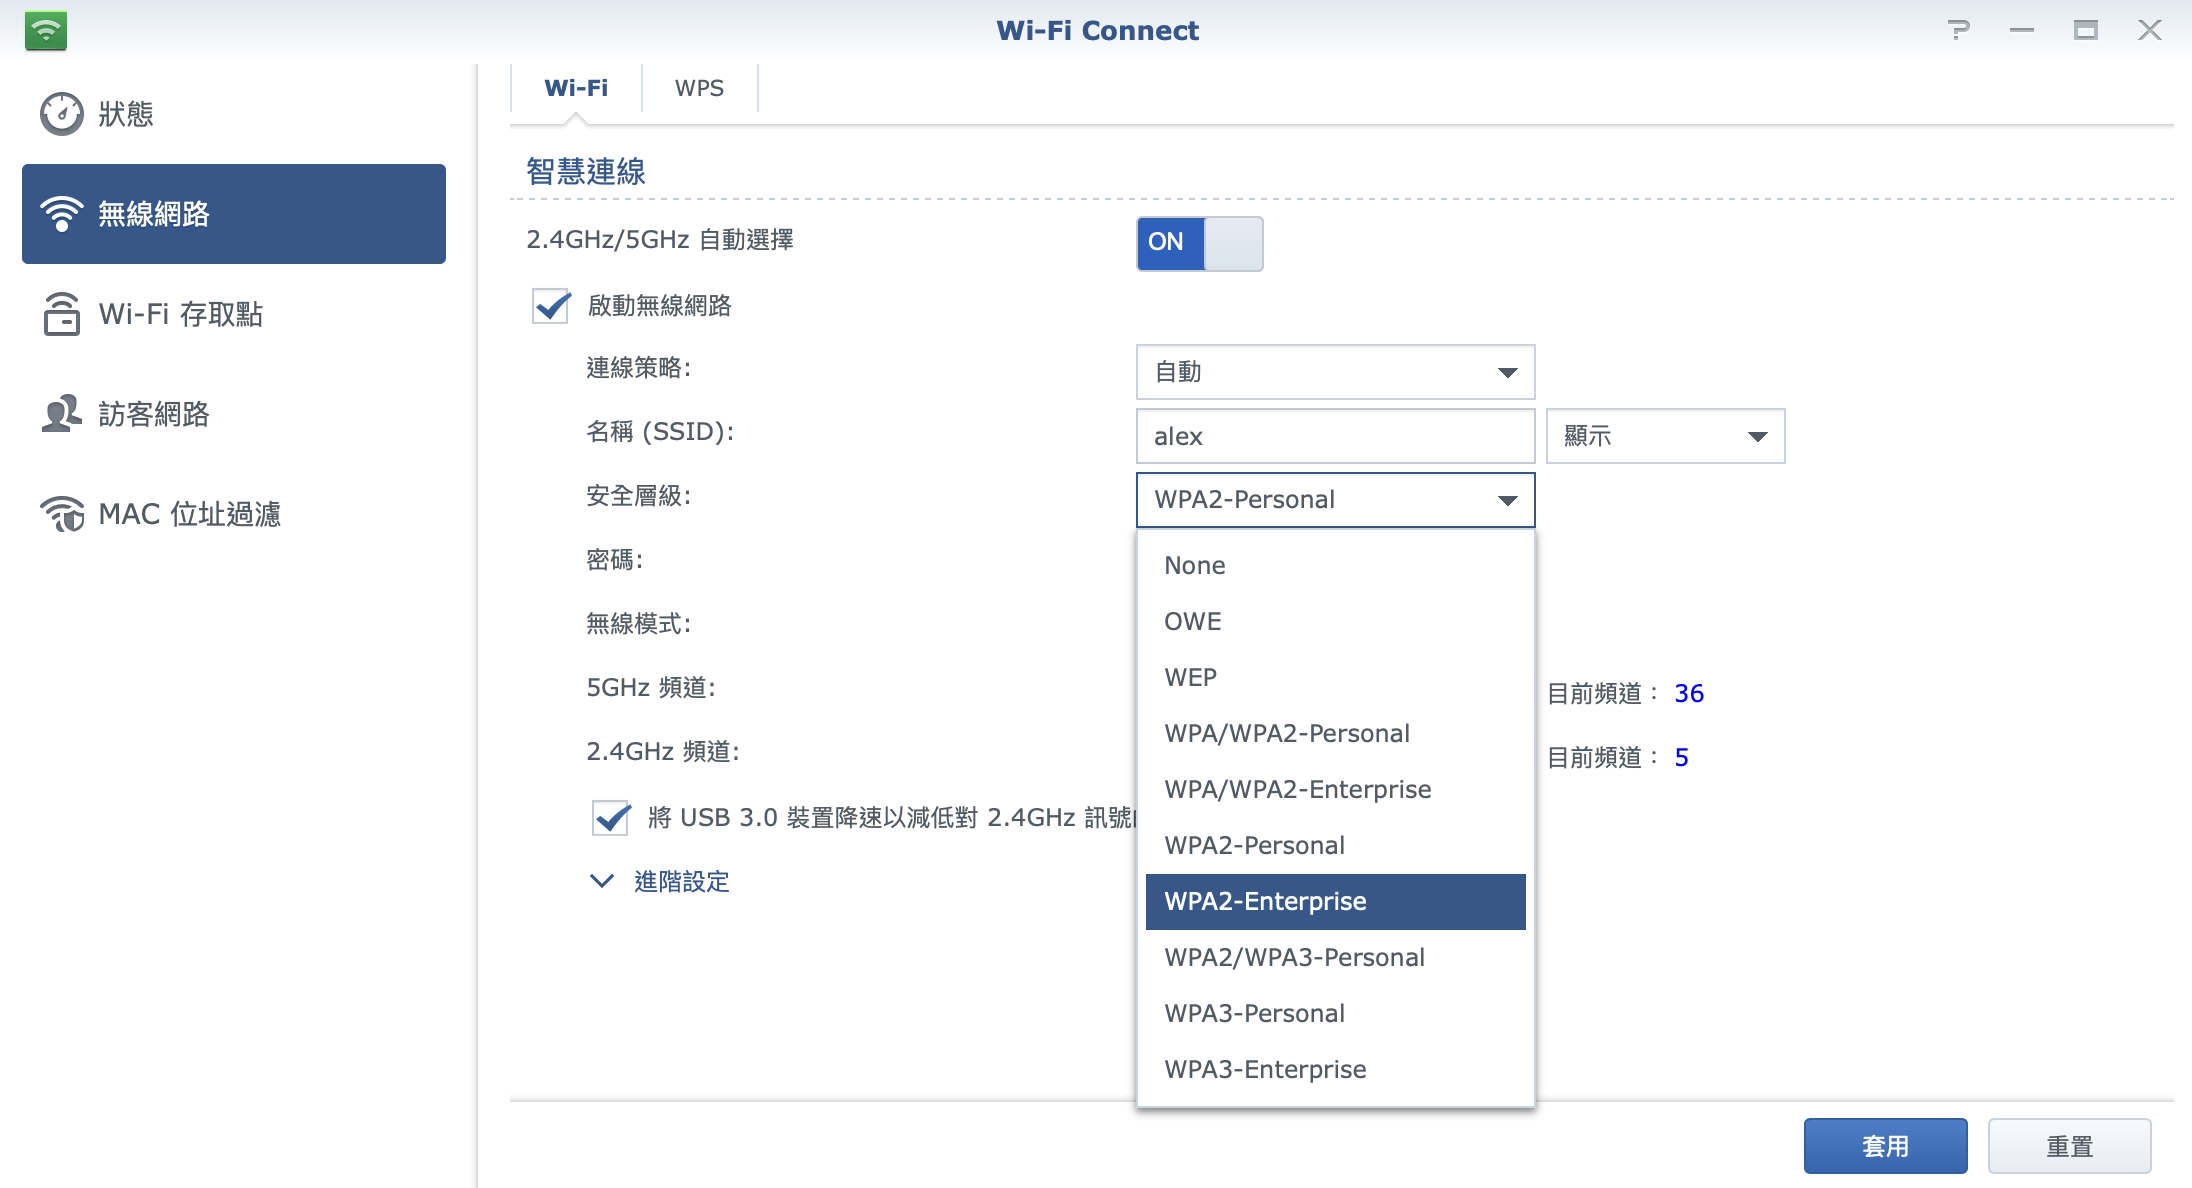 Wi-Fi Connect
狀態
無線網路
Wi-Fi 存取點
訪客網路
MAC 位址過濾
Wi-Fi
WPS
智慧連線
2.4GHz/5GHz 自動選擇
ON
啟動無線網路
連線策略:
自動
名稱 (SSID):
alex
顯示
安全層級:
WPA2-Personal
密碼:
無線模式:
5GHz 頻道:
目前頻道： 36
2.4GHz 頻道:
目前頻道： 5
將 USB 3.0 裝置降速以減低對 2.4GHz 訊號
進階設定
None
OWE
WEP
WPA/WPA2-Personal
WPA/WPA2-Enterprise
WPA2-Personal
WPA2-Enterprise
WPA2/WPA3-Personal
WPA3-Personal
WPA3-Enterprise
套用
重置